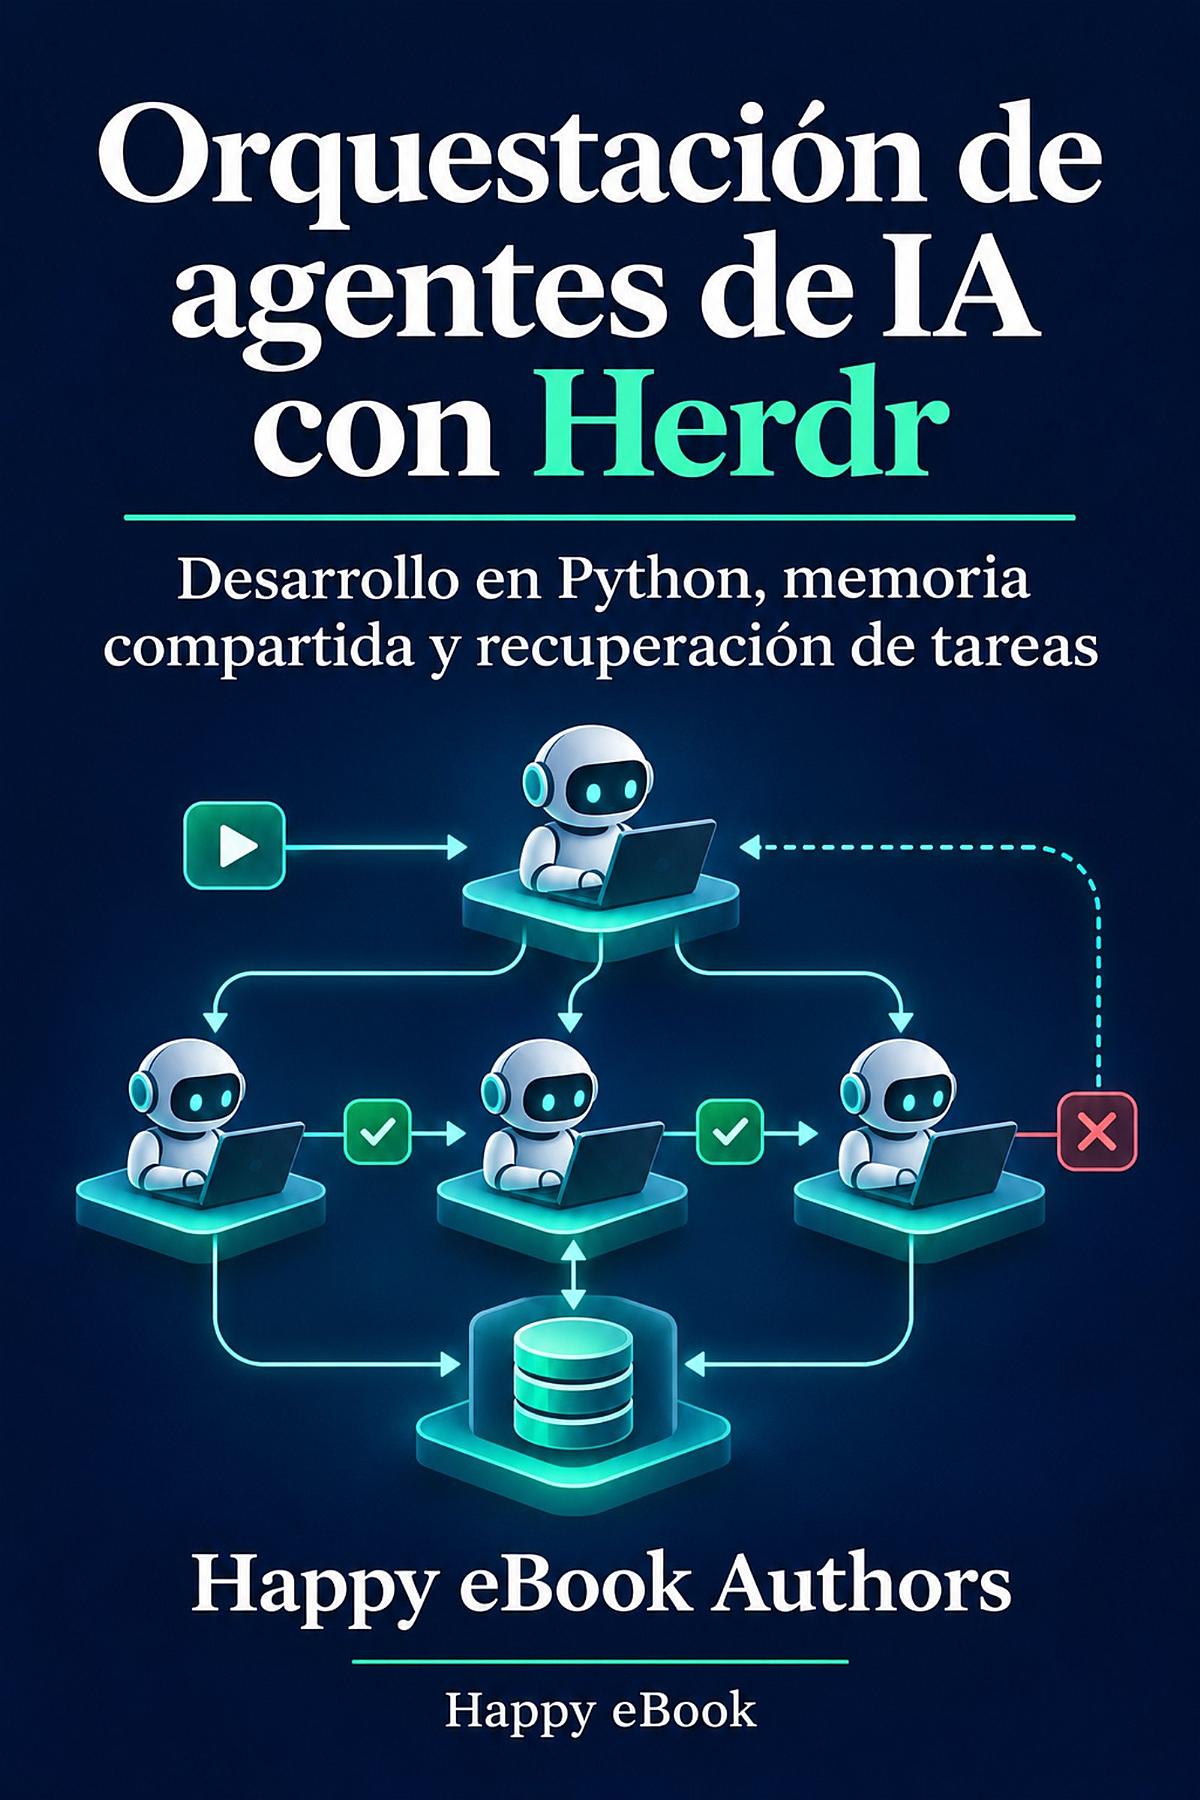 Orquestación de
agentes de IA
con Herdr
Desarrollo en Python, memoria
compartida y recuperación de tareas
Happy eBook Authors
Happy eBook